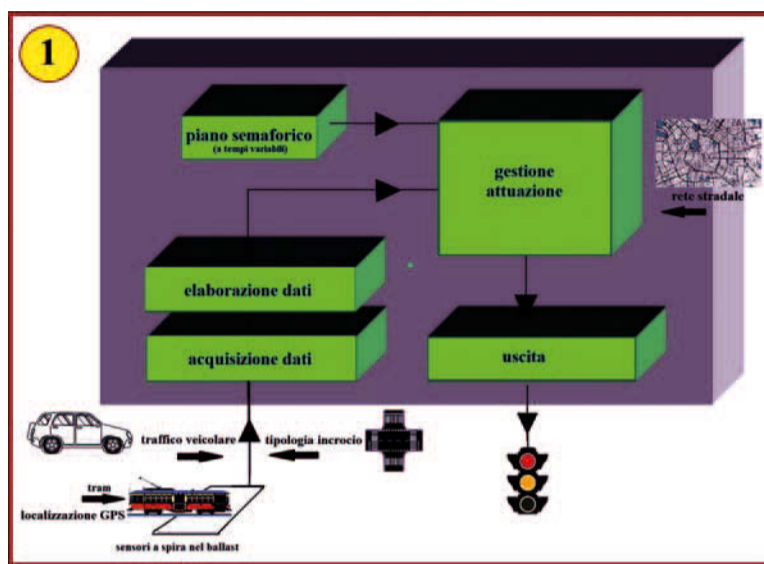 1
piano semaforico
(a tempi variabili)
gestione
attuazione
rete stradale
elaborazione dati
acquisizione dati
uscita
traffico veicolare
tipologia incrocio
tram
localizzazione GPS
sensori a spira nel ballast